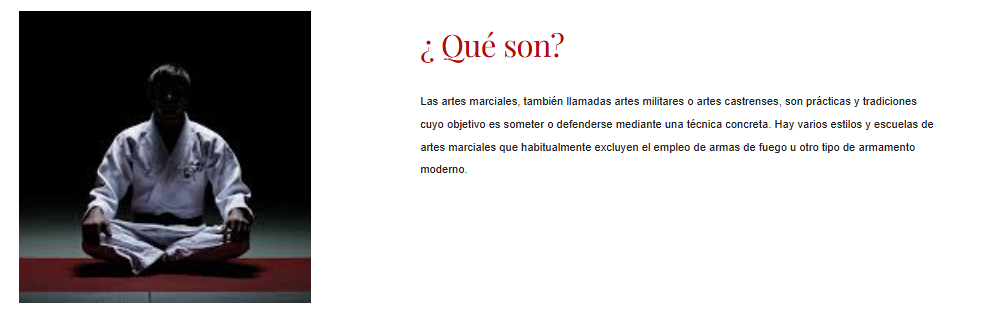 ¿ Qué son?
Las artes marciales, también llamadas artes militares o artes castrenses, son prácticas y tradiciones
cuyo objetivo es someter o defenderse mediante una técnica concreta. Hay varios estilos y escuelas de
artes marciales que habitualmente excluyen el empleo de armas de fuego u otro tipo de armamento
moderno.